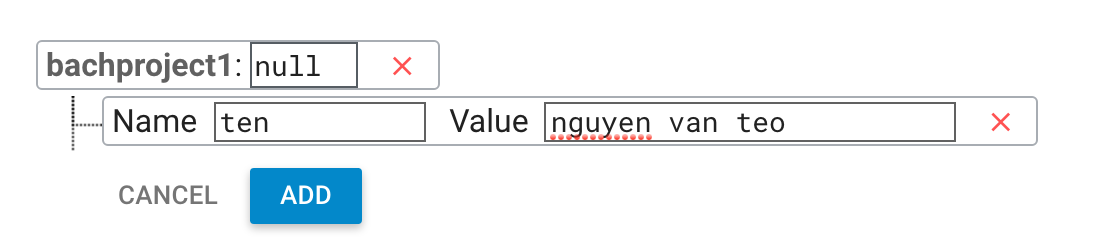 bachproject1: null
Name ten Value nguyen van teo
CANCEL ADD